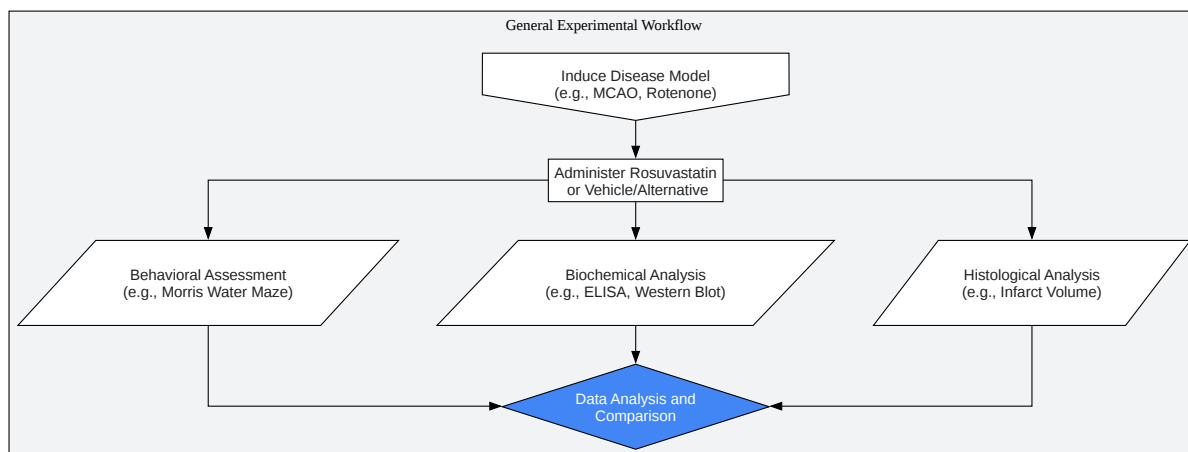 General Experimental Workflow
Induce Disease Model
(e.g., MCAO, Rotenone)
Administer Rosuvastatin
or Vehicle/Alternative
Behavioral Assessment
(e.g., Morris Water Maze)
Biochemical Analysis
(e.g., ELISA, Western Blot)
Histological Analysis
(e.g., Infarct Volume)
Data Analysis and
Comparison